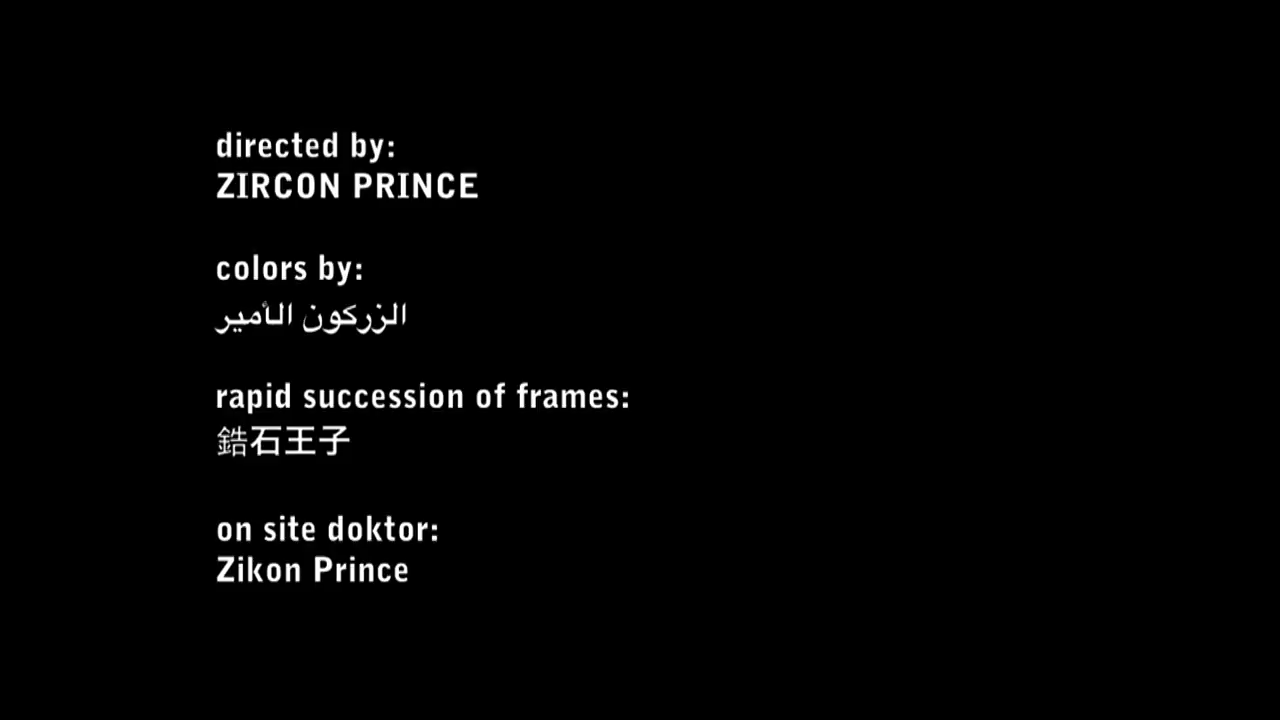 directed by:
ZIRCON PRINCE
colors by:
الزركون الأمير
rapid succession of frames:
鋯石王子
on site doktor:
Zikon Prince